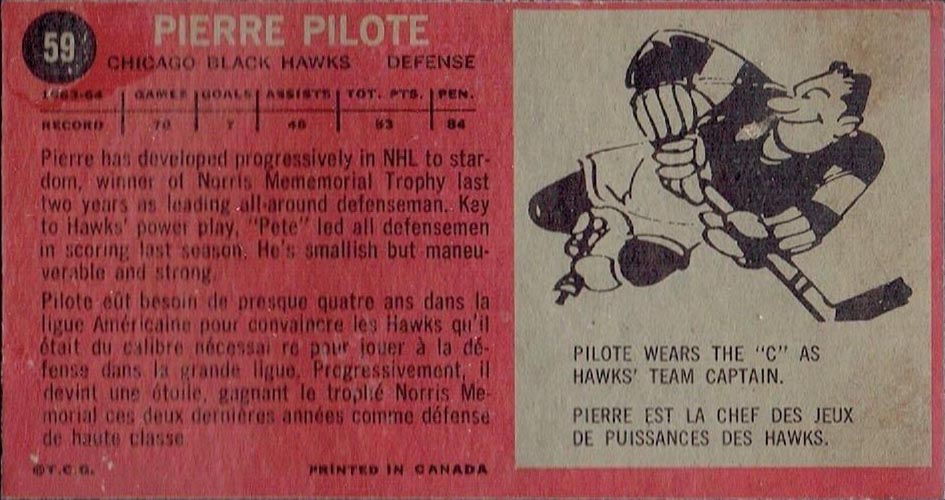 59
PIERRE PILOTE
CHICAGO BLACK HAWKS DEFENSE
1963-64 GAMES GOALS ASSISTS TOT. PTS. PEN.
RECORD 70 7 46 53 84
Pierre has developed progressively in NHL to star-
dom, winner of Norris Mememorial Trophy last
two years as leading all-around defenseman. Key
to Hawks' power play, "Pete" led all defensemen
in scoring last season. He's smallish but maneu-
verable and strong.
Pilote eût besoin de presque quatre ans dans la
ligue Américaine pour convaincre les Hawks qu'il
était du calibre nécessai re pour jouer à la dé-
fense dans la grande ligue. Progressivement, il
devint une étoile, gagnant le trophé Norris Me-
morial ces deux dernières années comme défense
de haute classe
©T.C.G. PRINTED IN CANADA
PILOTE WEARS THE "C" AS
HAWKS' TEAM CAPTAIN.
PIERRE EST LA CHEF DES JEUX
DE PUISSANCES DES HAWKS.